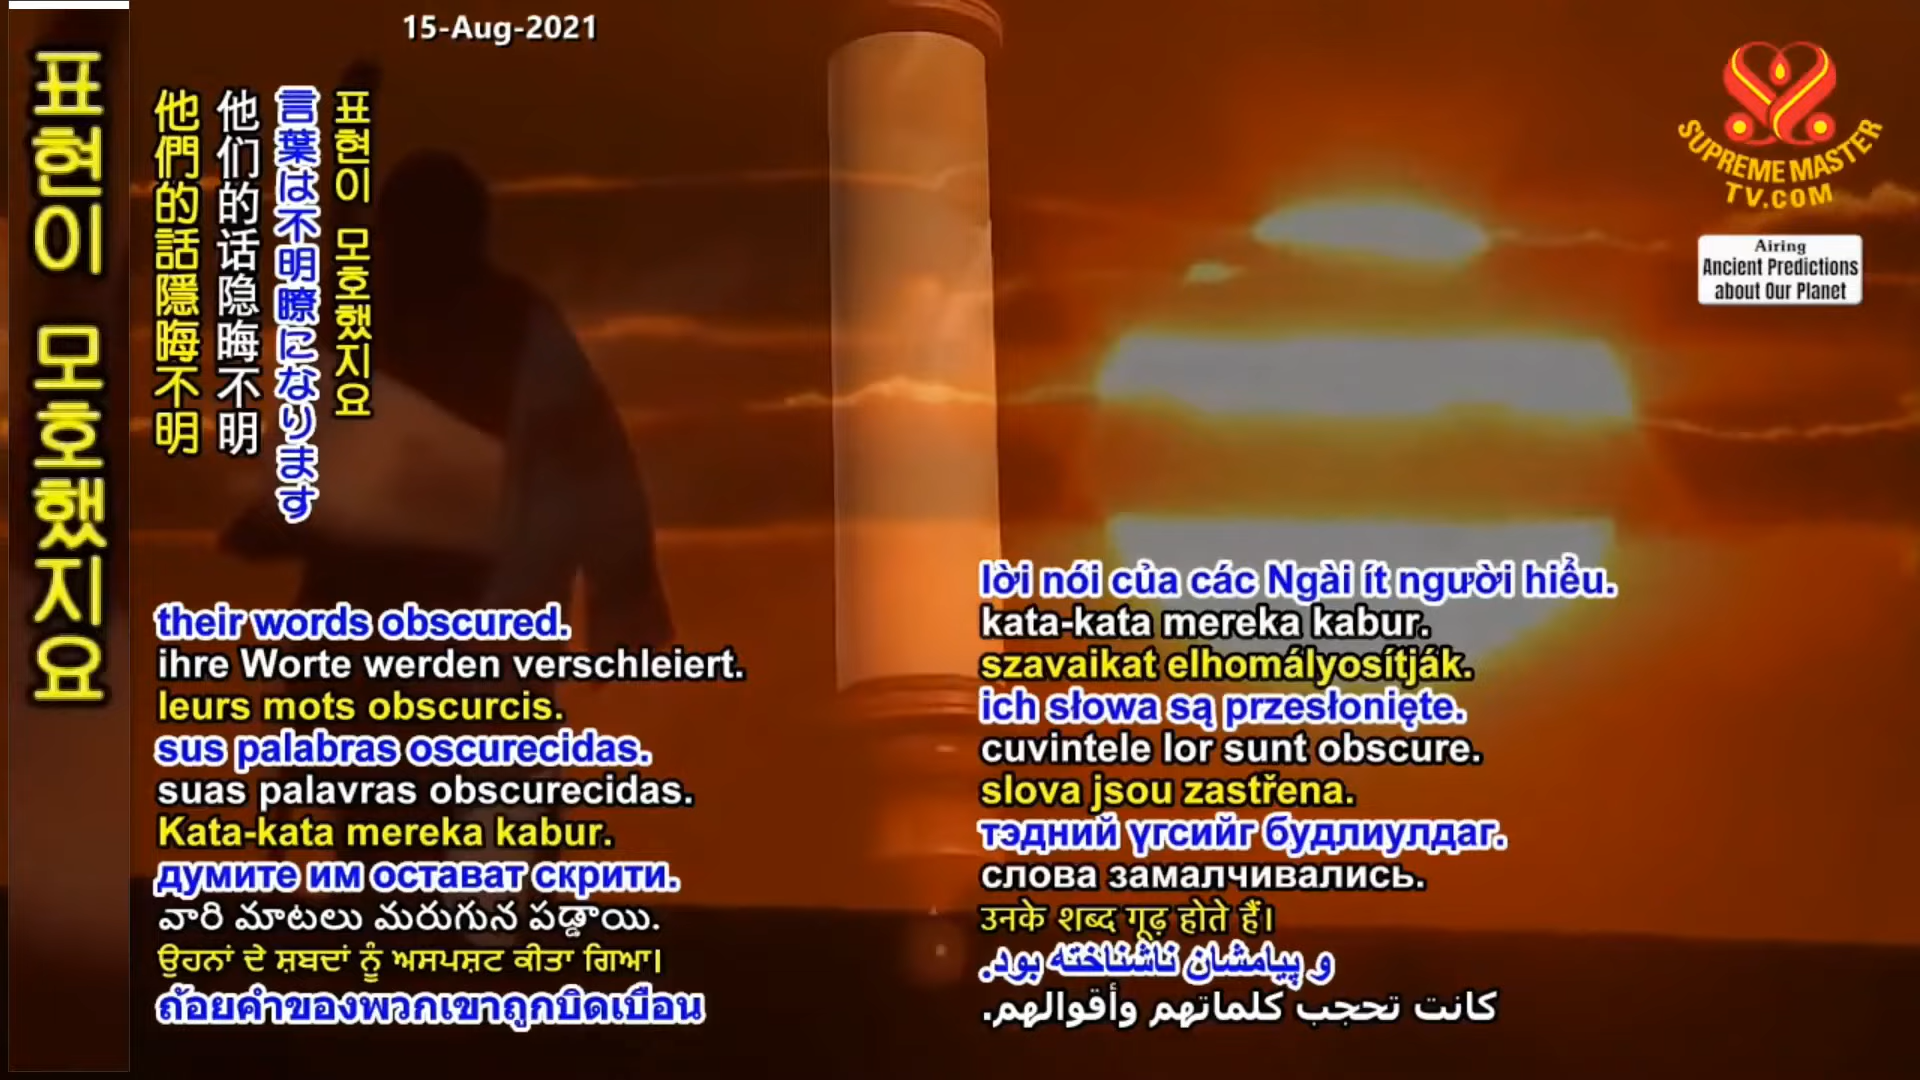 15-Aug-2021
표현이 모호했지요
他們的話隱晦不明
他们的话隐晦不明
言葉は不明瞭になります
표현이 모호했지요
SUPREME MASTER
TV.COM
Airing
Ancient Predictions
about Our Planet
their words obscured.
ihre Worte werden verschleiert.
leurs mots obscurcis.
sus palabras oscurecidas.
suas palavras obscurecidas.
Kata-kata mereka kabur.
думите им остават скрити.
వారి మాటలు మరుగున పడ్డాయి.
ਉਹਨਾਂ ਦੇ ਸ਼ਬਦਾਂ ਨੂੰ ਅਸਪਸ਼ਟ ਕੀਤਾ ਗਿਆ।
ถ้อยคำของพวกเขาถูกบิดเบือน
lời nói của các Ngài ít người hiểu.
kata-kata mereka kabur.
szavaikat elhomályosítják.
ich słowa są przesłonięte.
cuvintele lor sunt obscure.
slova jsou zastřena.
тэдний үгсийг будлиулдаг.
слова замалчивались.
उनके शब्द गूढ़ होते हैं।
و پیامشان ناشناخته بود.
كانت تحجب كلماتهم وأقوالهم.